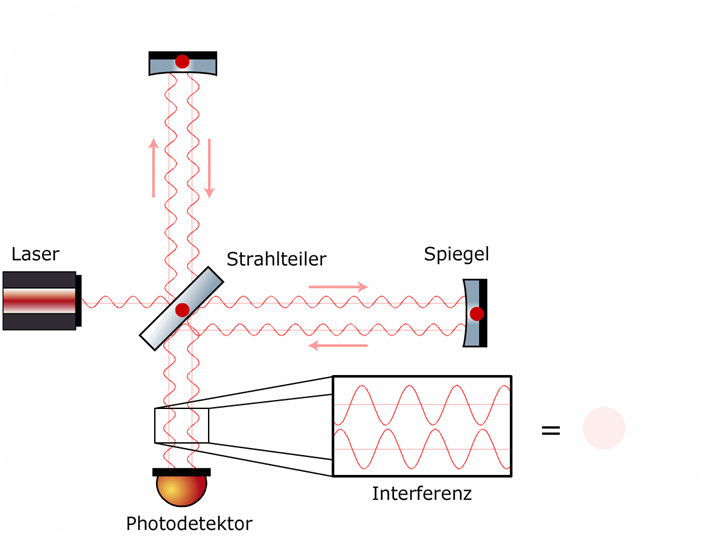 Laser
Strahlteiler
Spiegel
=
Interferenz
Photodetektor